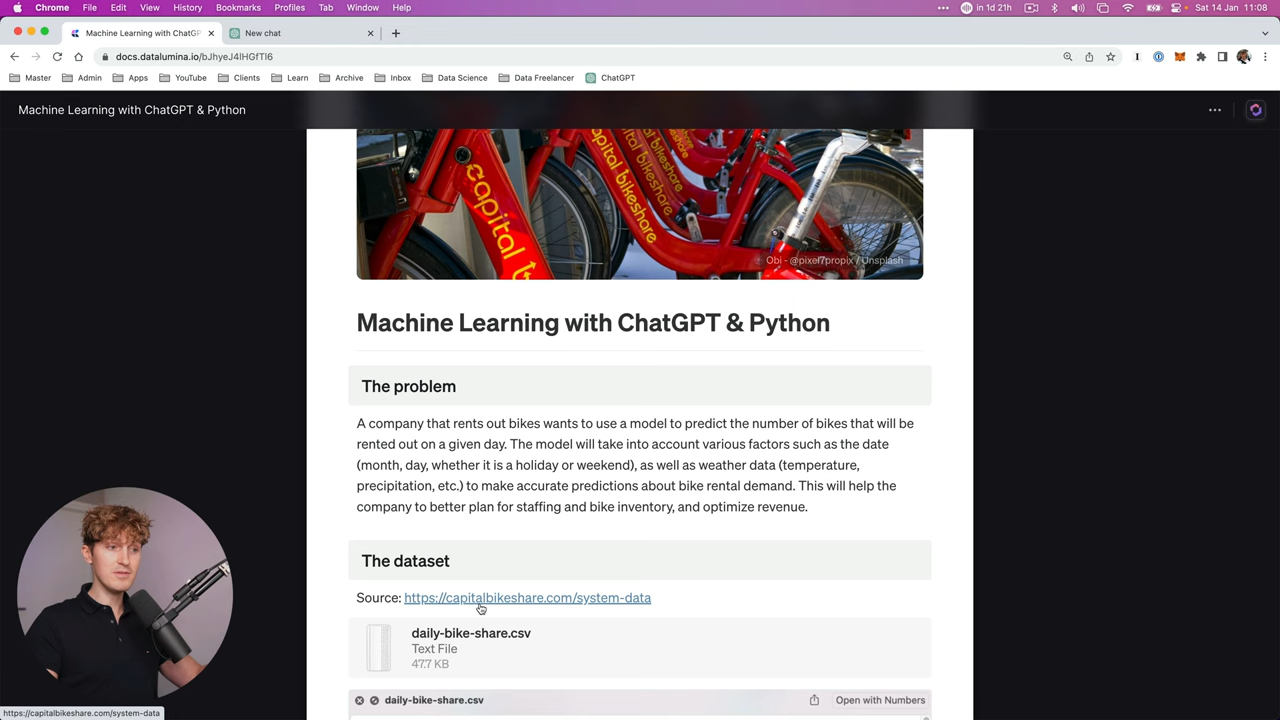 Chrome File Edit View History Bookmarks Profiles Tab Window Help
in 1d 21h Sat 14 Jan 11:08
Machine Learning with ChatGP
New chat
docs.datalumina.io/bJhyeJ4lHGfTl6
Master Admin Apps YouTube Clients Learn Archive Inbox Data Science Data Freelancer ChatGPT
Machine Learning with ChatGPT & Python
capital bikeshare
capital bi
Obi - @pixel7propix / Unsplash
Machine Learning with ChatGPT & Python
The problem
A company that rents out bikes wants to use a model to predict the number of bikes that will be
rented out on a given day. The model will take into account various factors such as the date
(month, day, whether it is a holiday or weekend), as well as weather data (temperature,
precipitation, etc.) to make accurate predictions about bike rental demand. This will help the
company to better plan for staffing and bike inventory, and optimize revenue.
The dataset
Source: https://capitalbikeshare.com/system-data
daily-bike-share.csv
Text File
47.7 KB
daily-bike-share.csv
Open with Numbers
https://capitalbikeshare.com/system-data